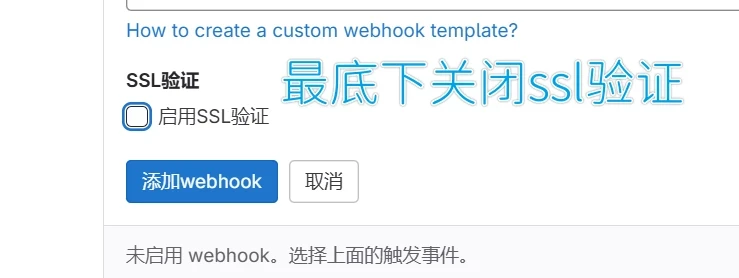 How to create a custom webhook template?
SSL验证
最底下关闭ssl验证
启用SSL验证
添加webhook
取消
未启用 webhook。选择上面的触发事件。